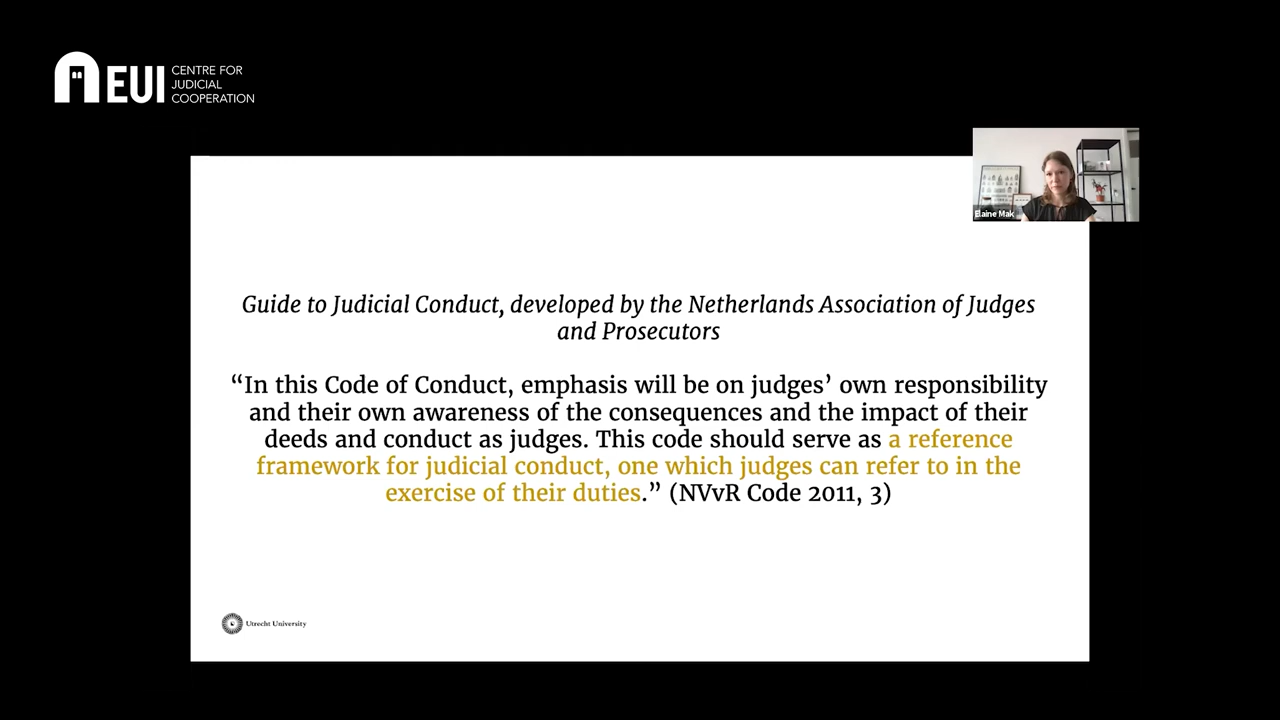 EUI
CENTRE FOR
JUDICIAL
COOPERATION
Elaine Mak
Guide to Judicial Conduct, developed by the Netherlands Association of Judges
and Prosecutors
“In this Code of Conduct, emphasis will be on judges’ own responsibility
and their own awareness of the consequences and the impact of their
deeds and conduct as judges. This code should serve as a reference
framework for judicial conduct, one which judges can refer to in the
exercise of their duties.” (NVvR Code 2011, 3)
Utrecht University